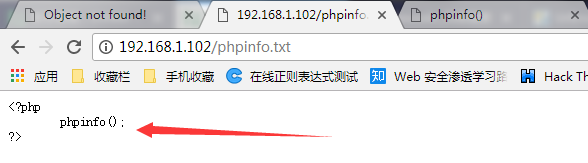 Object not found!
192.168.1.102/phpinfo.
phpinfo()
192.168.1.102/phpinfo.txt
应用 收藏栏 手机收藏 在线正则表达式测试 知 Web 安全渗透学习路 Hack Th
<?php
phpinfo();
?>